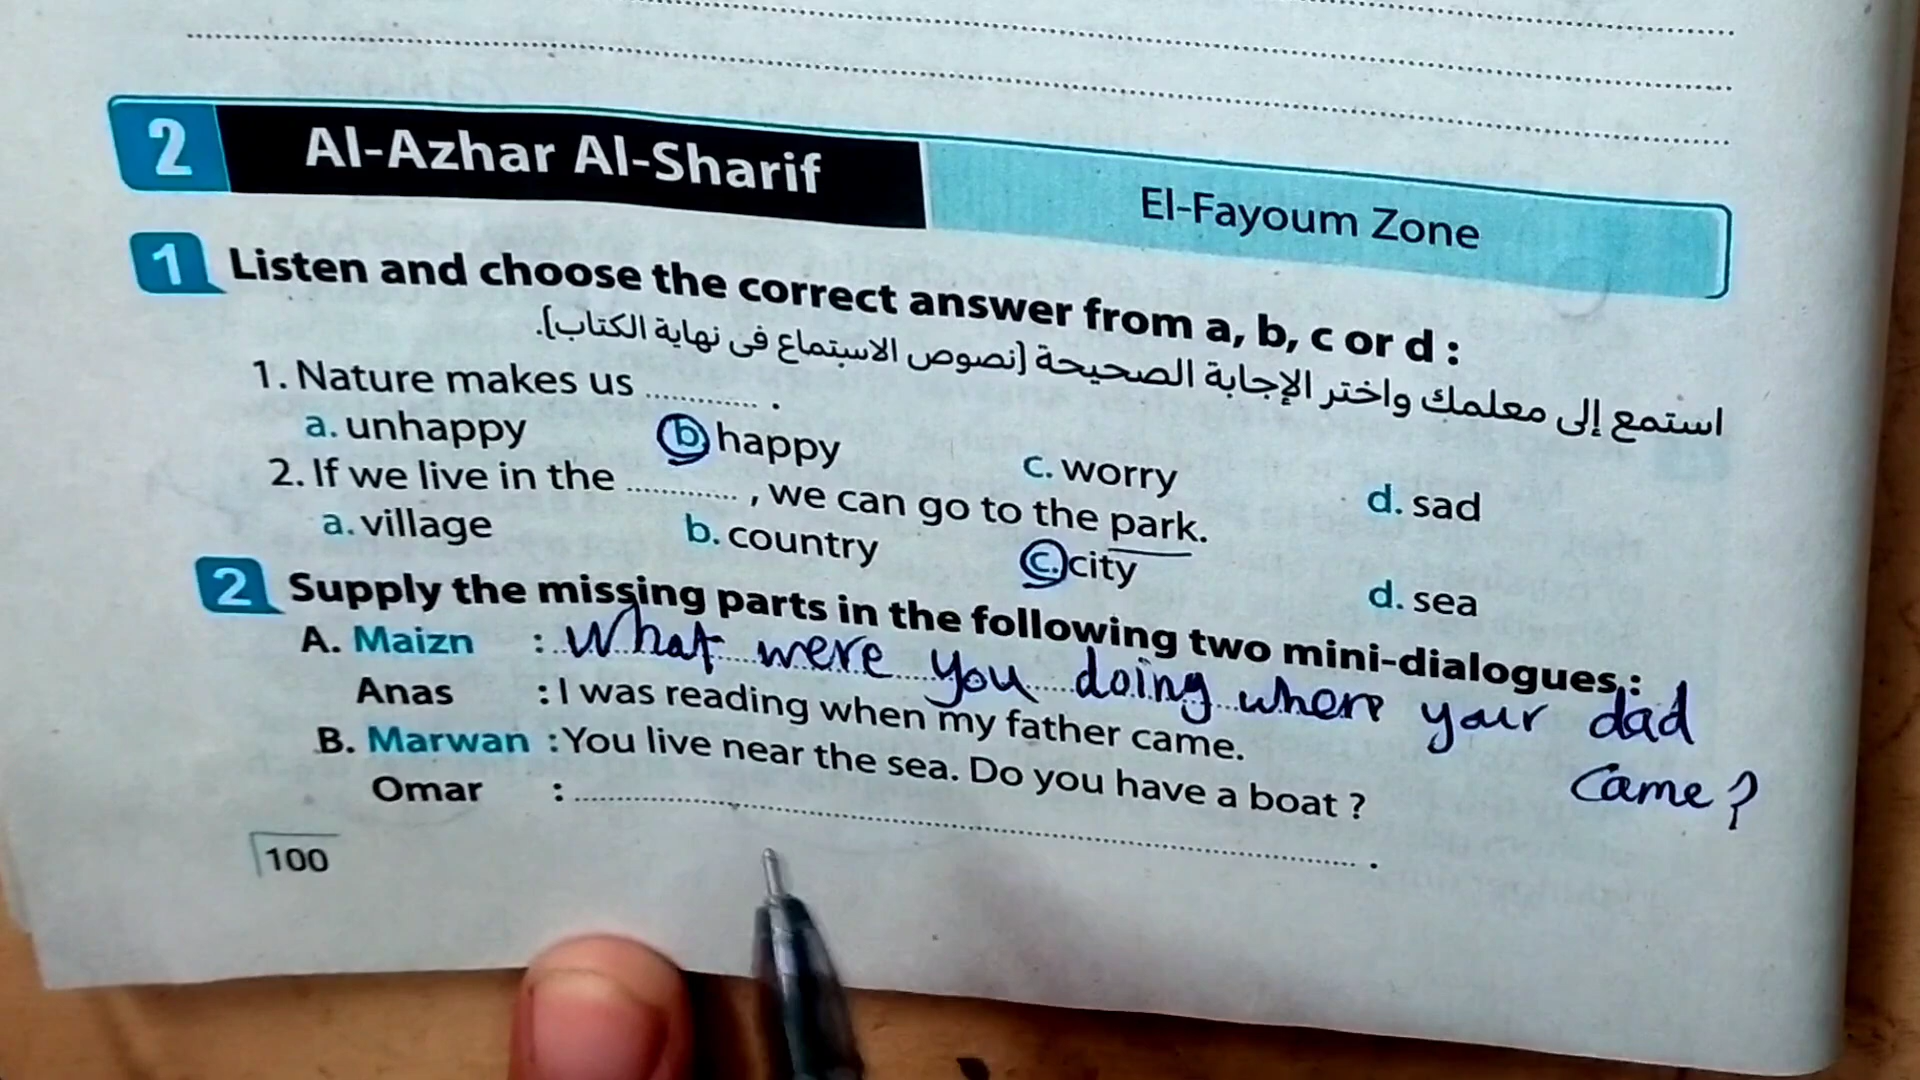 2 Al-Azhar Al-Sharif El-Fayoum Zone
1 Listen and choose the correct answer from a, b, c or d :
استمع إلى معلمك واختر الإجابة الصحيحة [نصوص الاستماع فى نهاية الكتاب].
1. Nature makes us ............ .
a. unhappy b happy c. worry d. sad
2. If we live in the ............ , we can go to the park.
a. village b. country c. city d. sea
2 Supply the missing parts in the following two mini-dialogues :
A. Maizn : What were you doing where your dad
came?
Anas : I was reading when my father came.
B. Marwan : You live near the sea. Do you have a boat ?
Omar : ............ .
100